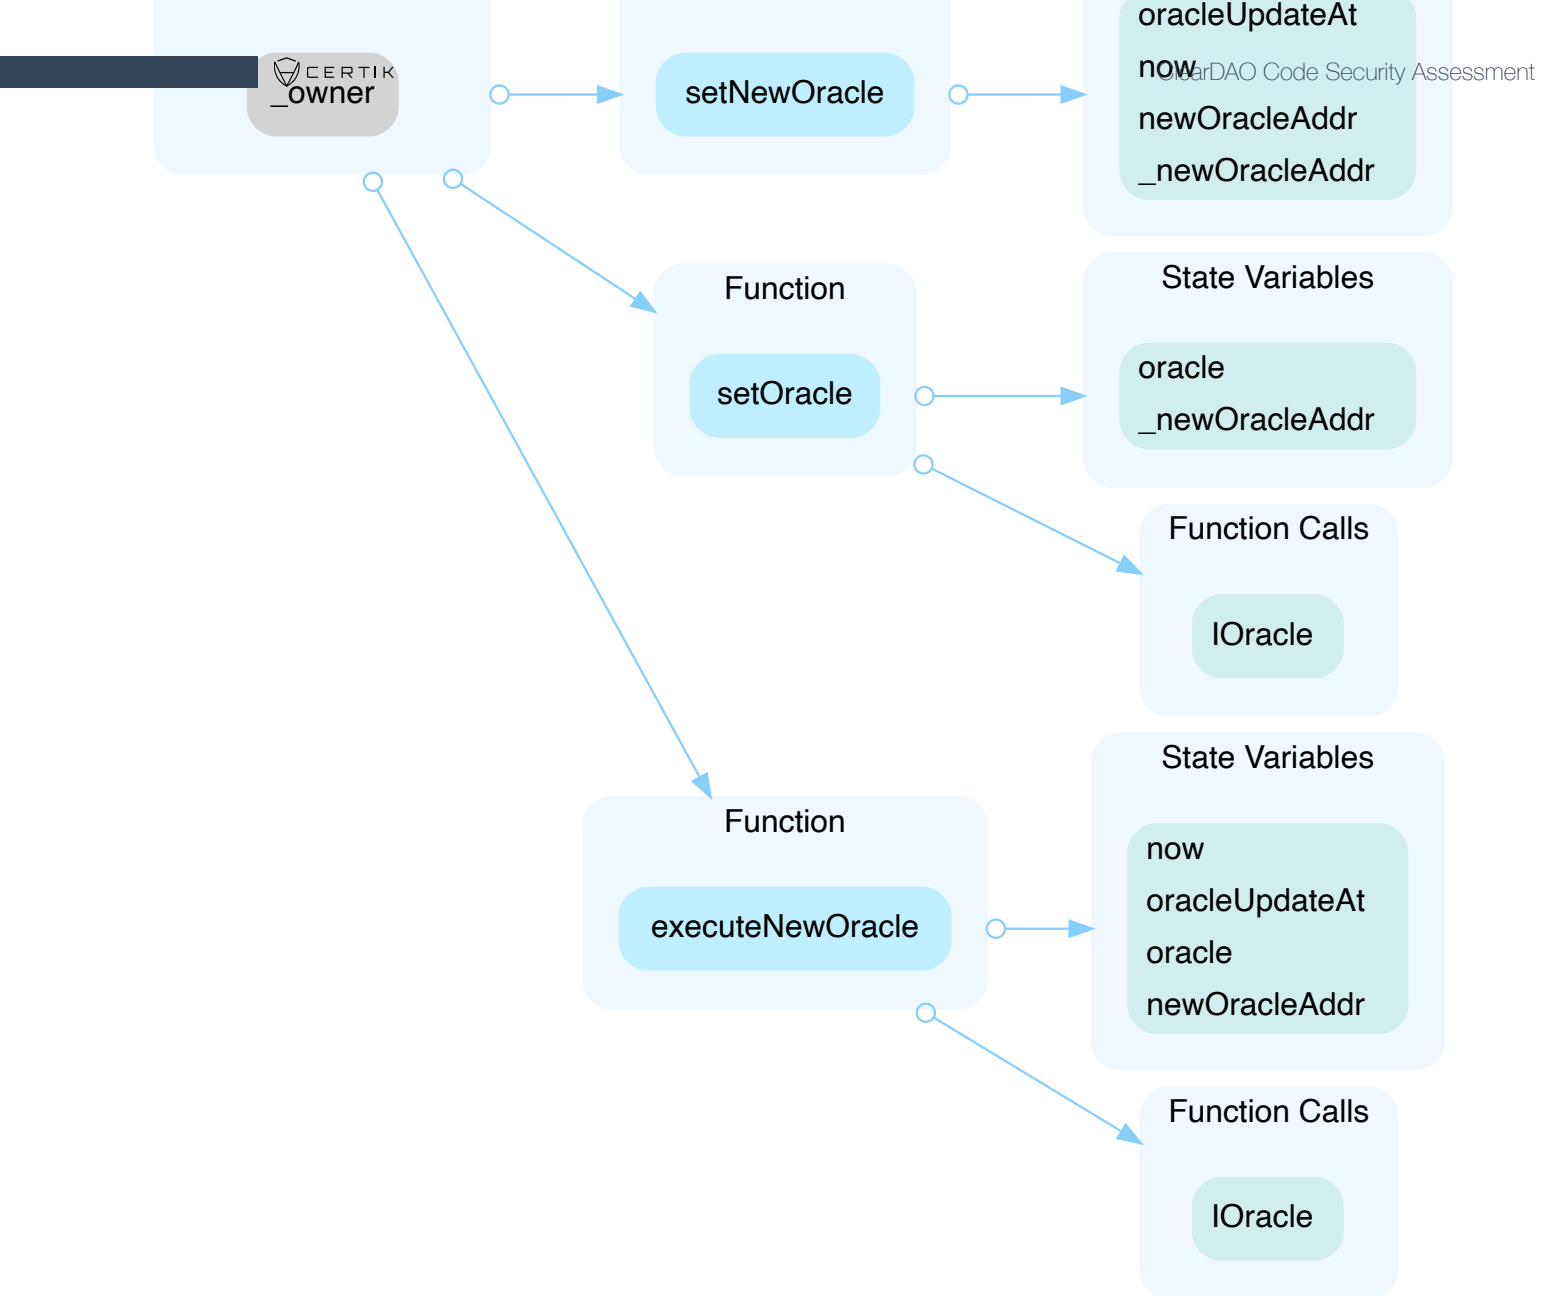 CERTIK
ClearDAO Code Security Assessment
_owner
setNewOracle
oracleUpdateAt
now
newOracleAddr
_newOracleAddr
Function
setOracle
State Variables
oracle
_newOracleAddr
Function Calls
IOracle
Function
executeNewOracle
State Variables
now
oracleUpdateAt
oracle
newOracleAddr
Function Calls
IOracle